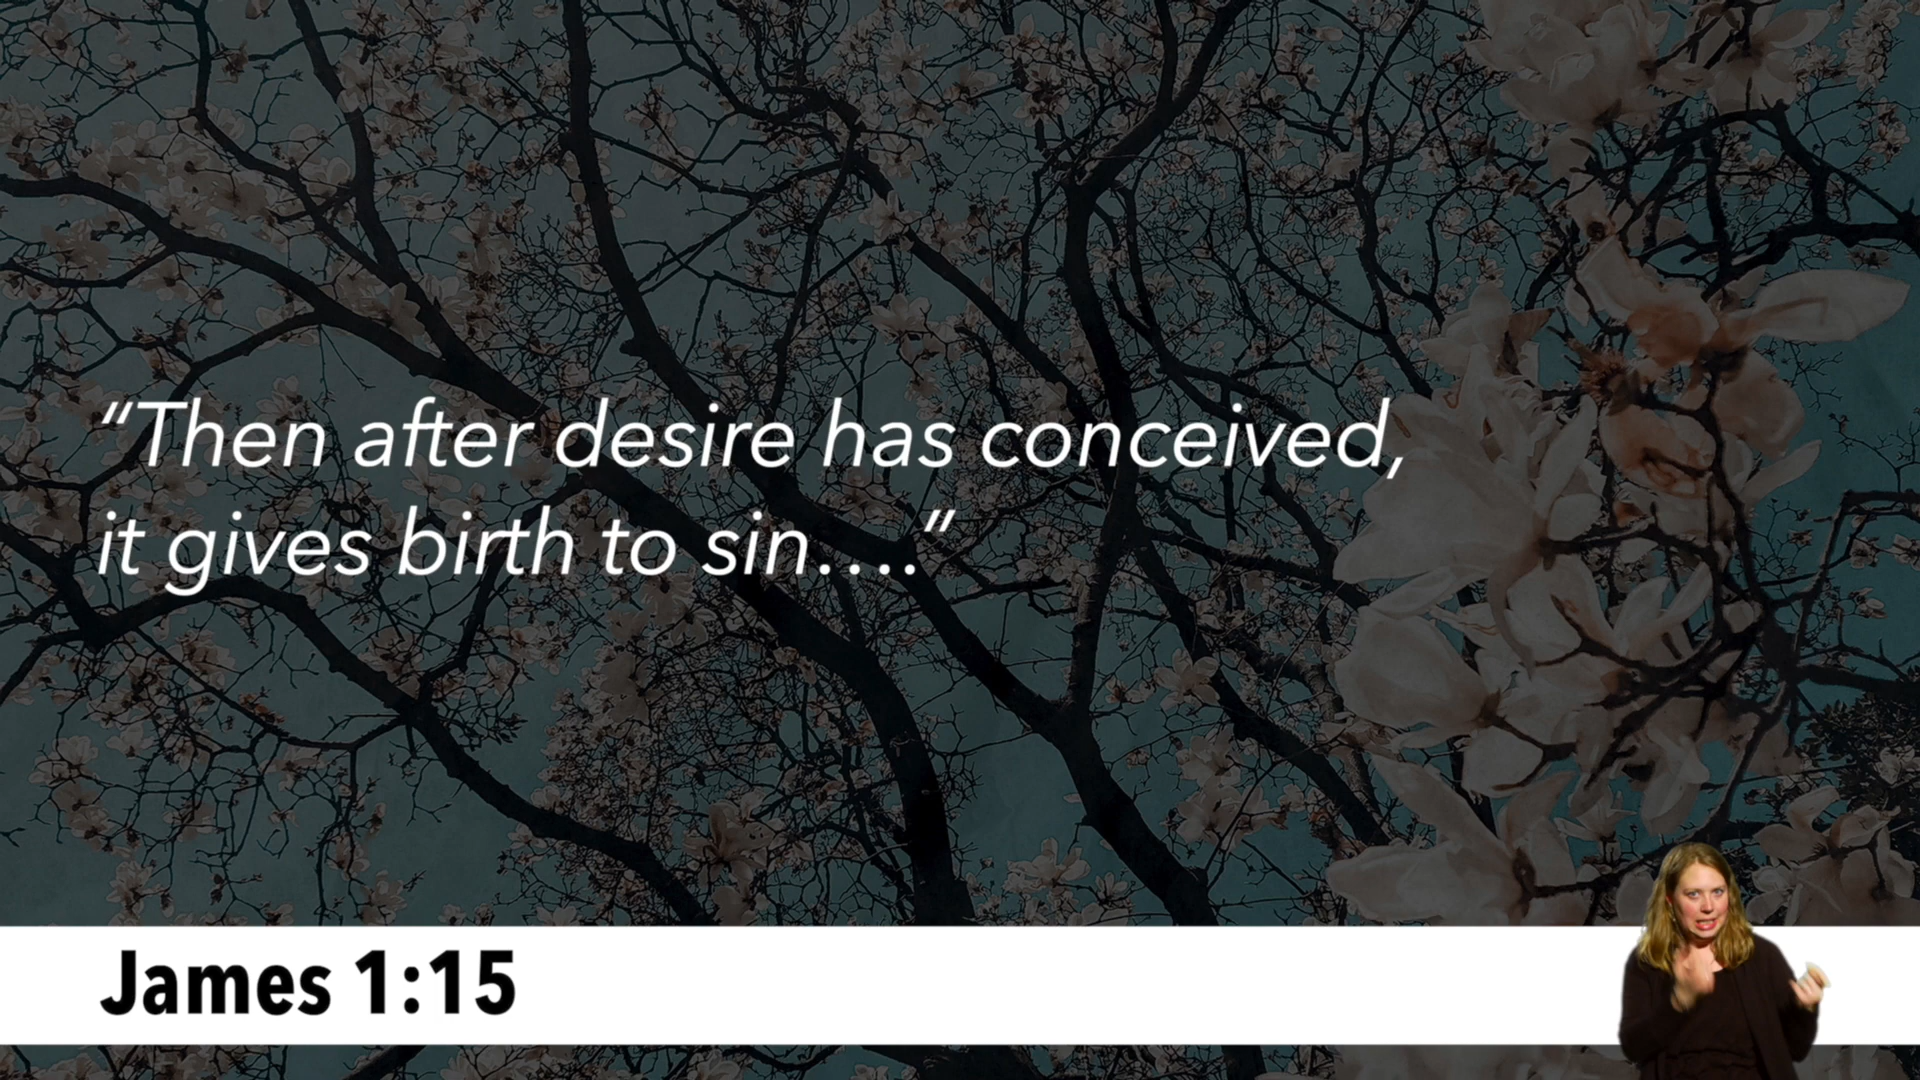 “Then after desire has conceived,
it gives birth to sin....”
James 1:15